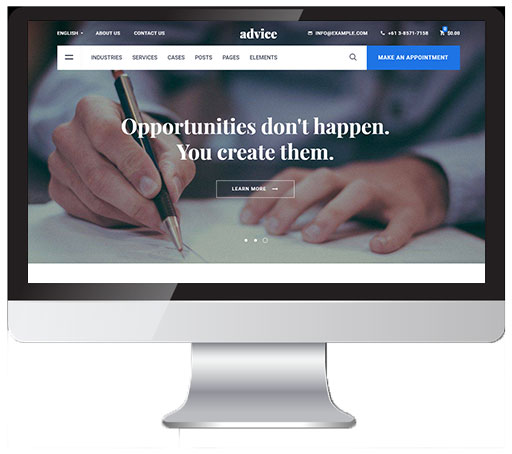 ENGLISH
ABOUT US
CONTACT US
advice
INFO@EXAMPLE.COM
+61 3-8571-7158
0
$0.00
INDUSTRIES
SERVICES
CASES
POSTS
PAGES
ELEMENTS
MAKE AN APPOINTMENT
Opportunities don't happen.
You create them.
LEARN MORE